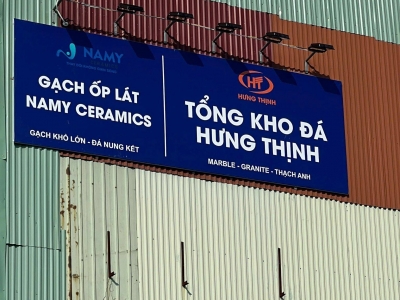 NAMY
GẠCH ỐP LÁT
NAMY CERAMICS
GẠCH KHỔ LỚN - ĐÁ NUNG KẾT
HT
HƯNG THỊNH
TỔNG KHO ĐÁ
HƯNG THỊNH
MARBLE - GRANITE - THẠCH ANH